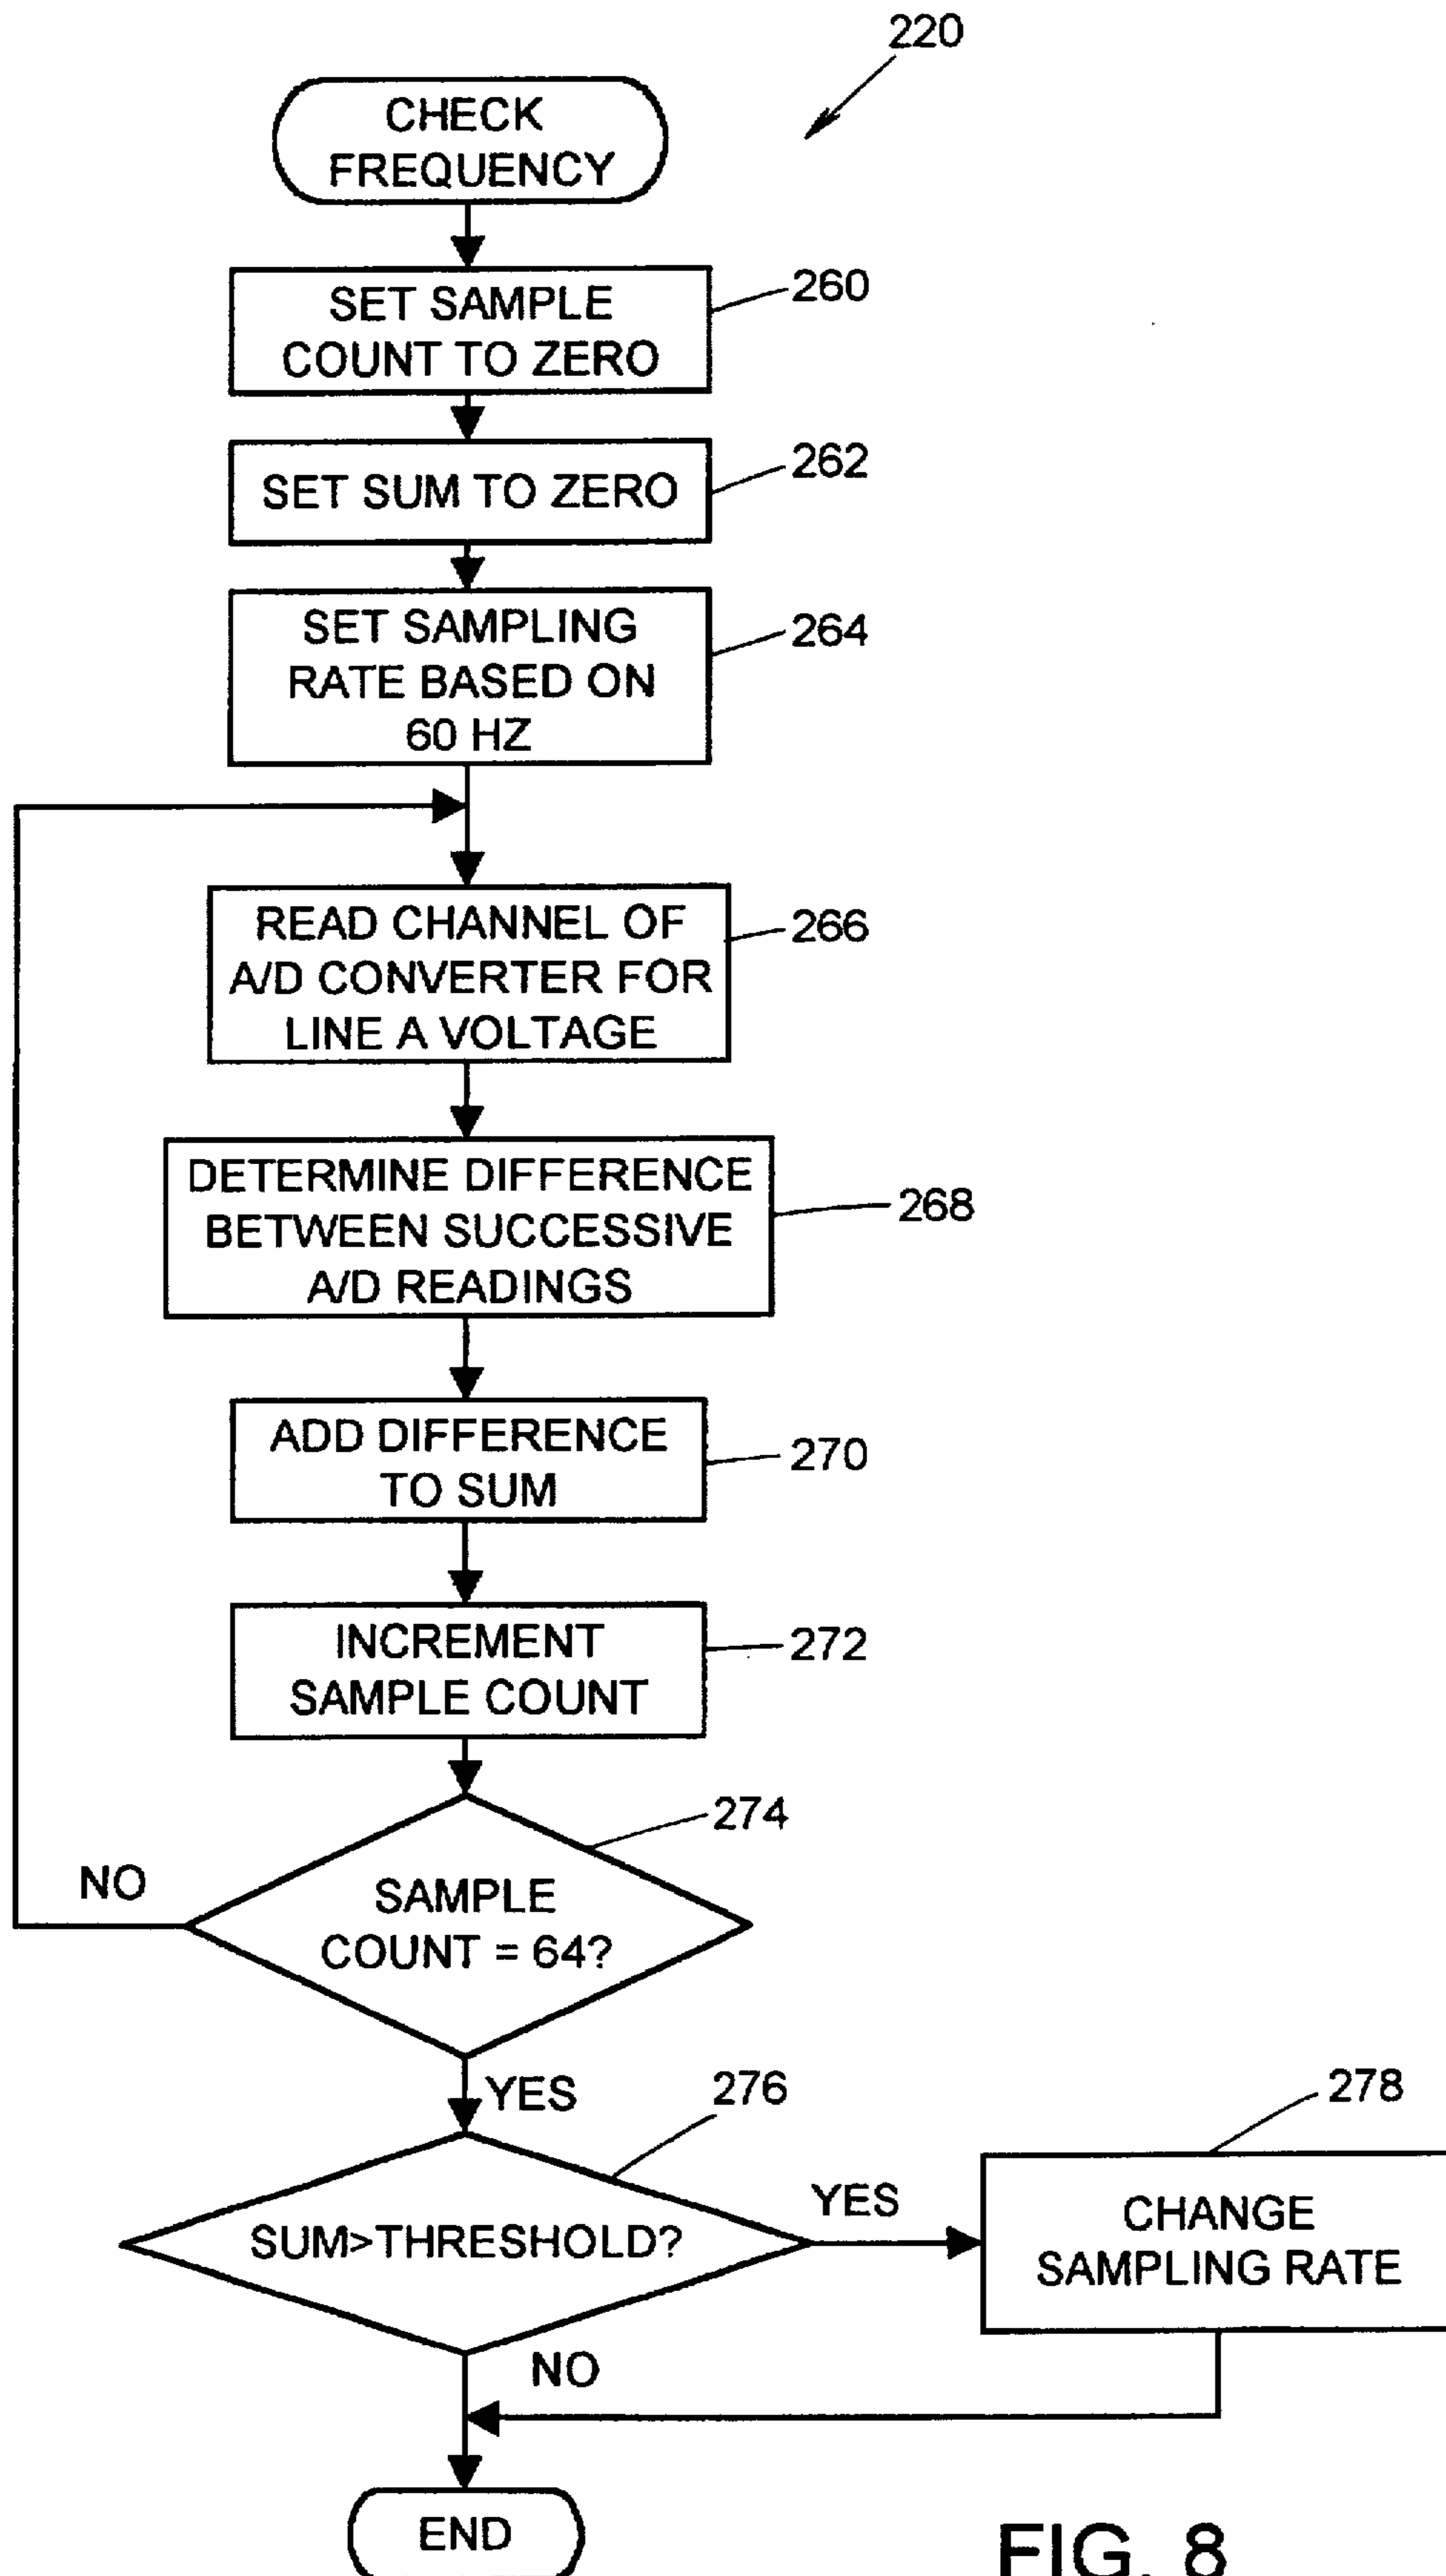 220
CHECK
FREQUENCY
SET SAMPLE
COUNT TO ZERO
260
SET SUM TO ZERO
262
SET SAMPLING
RATE BASED ON
60 HZ
264
READ CHANNEL OF
A/D CONVERTER FOR
LINE A VOLTAGE
266
DETERMINE DIFFERENCE
BETWEEN SUCCESSIVE
A/D READINGS
268
ADD DIFFERENCE
TO SUM
270
INCREMENT
SAMPLE COUNT
272
274
NO
SAMPLE
COUNT = 64?
YES
276
278
SUM>THRESHOLD?
YES
CHANGE
SAMPLING RATE
NO
END
FIG. 8